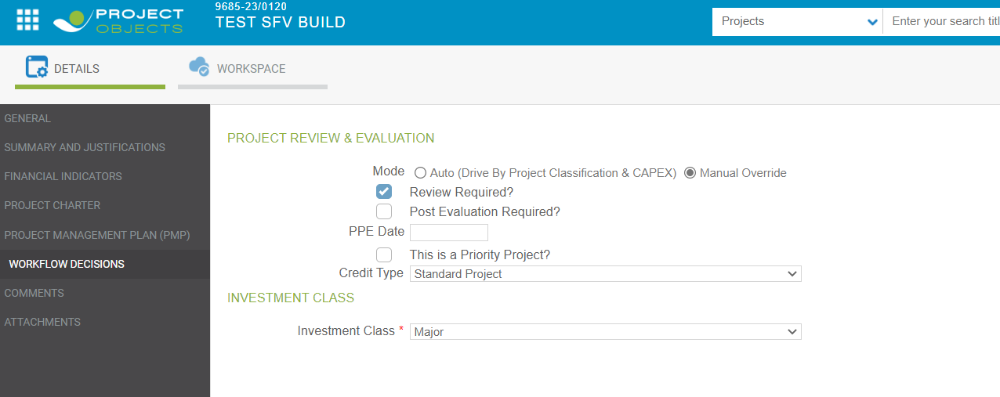 9685-23/0120
PROJECT
OBJECTS
TEST SFV BUILD
Projects
Enter your search titl
DETAILS
WORKSPACE
GENERAL
SUMMARY AND JUSTIFICATIONS
FINANCIAL INDICATORS
PROJECT CHARTER
PROJECT MANAGEMENT PLAN (PMP)
WORKFLOW DECISIONS
COMMENTS
ATTACHMENTS
PROJECT REVIEW & EVALUATION
Mode Auto (Drive By Project Classification & CAPEX) Manual Override
Review Required?
Post Evaluation Required?
PPE Date
This is a Priority Project?
Credit Type Standard Project
INVESTMENT CLASS
Investment Class * Major